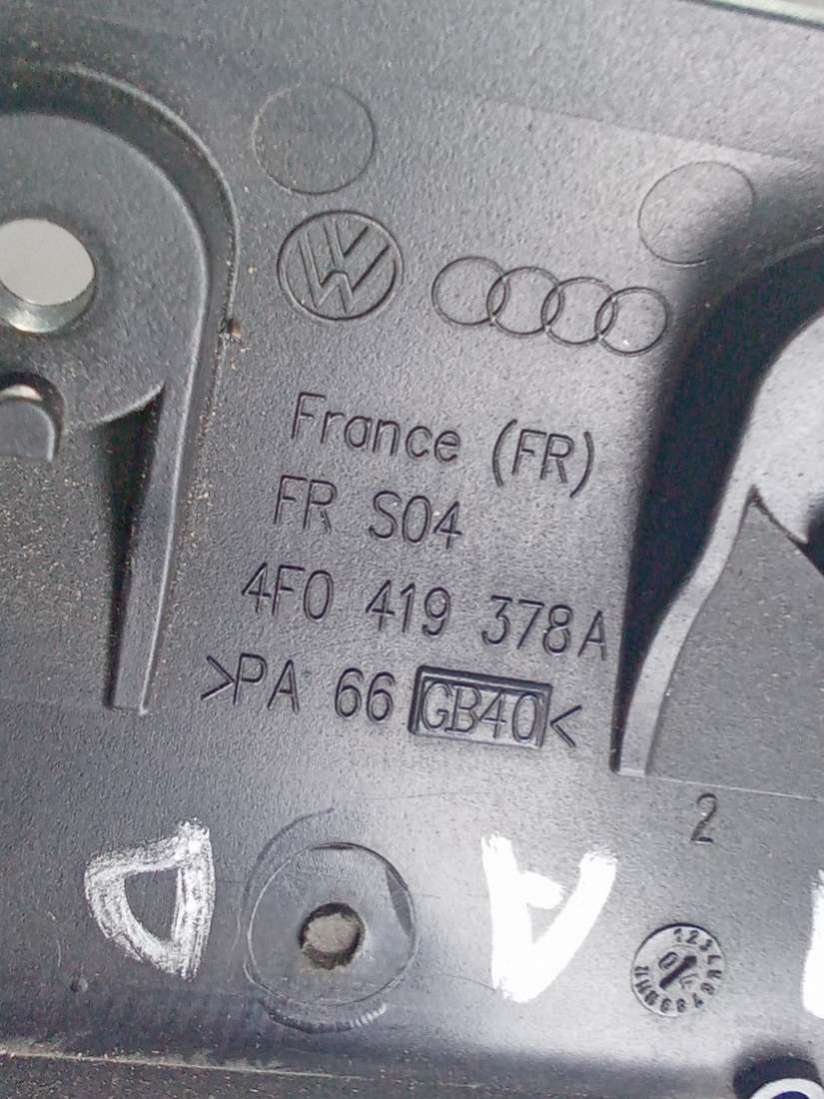 France (FR)
FR S04
4F0 419 378A
>PA 66 GB40<
2
D A